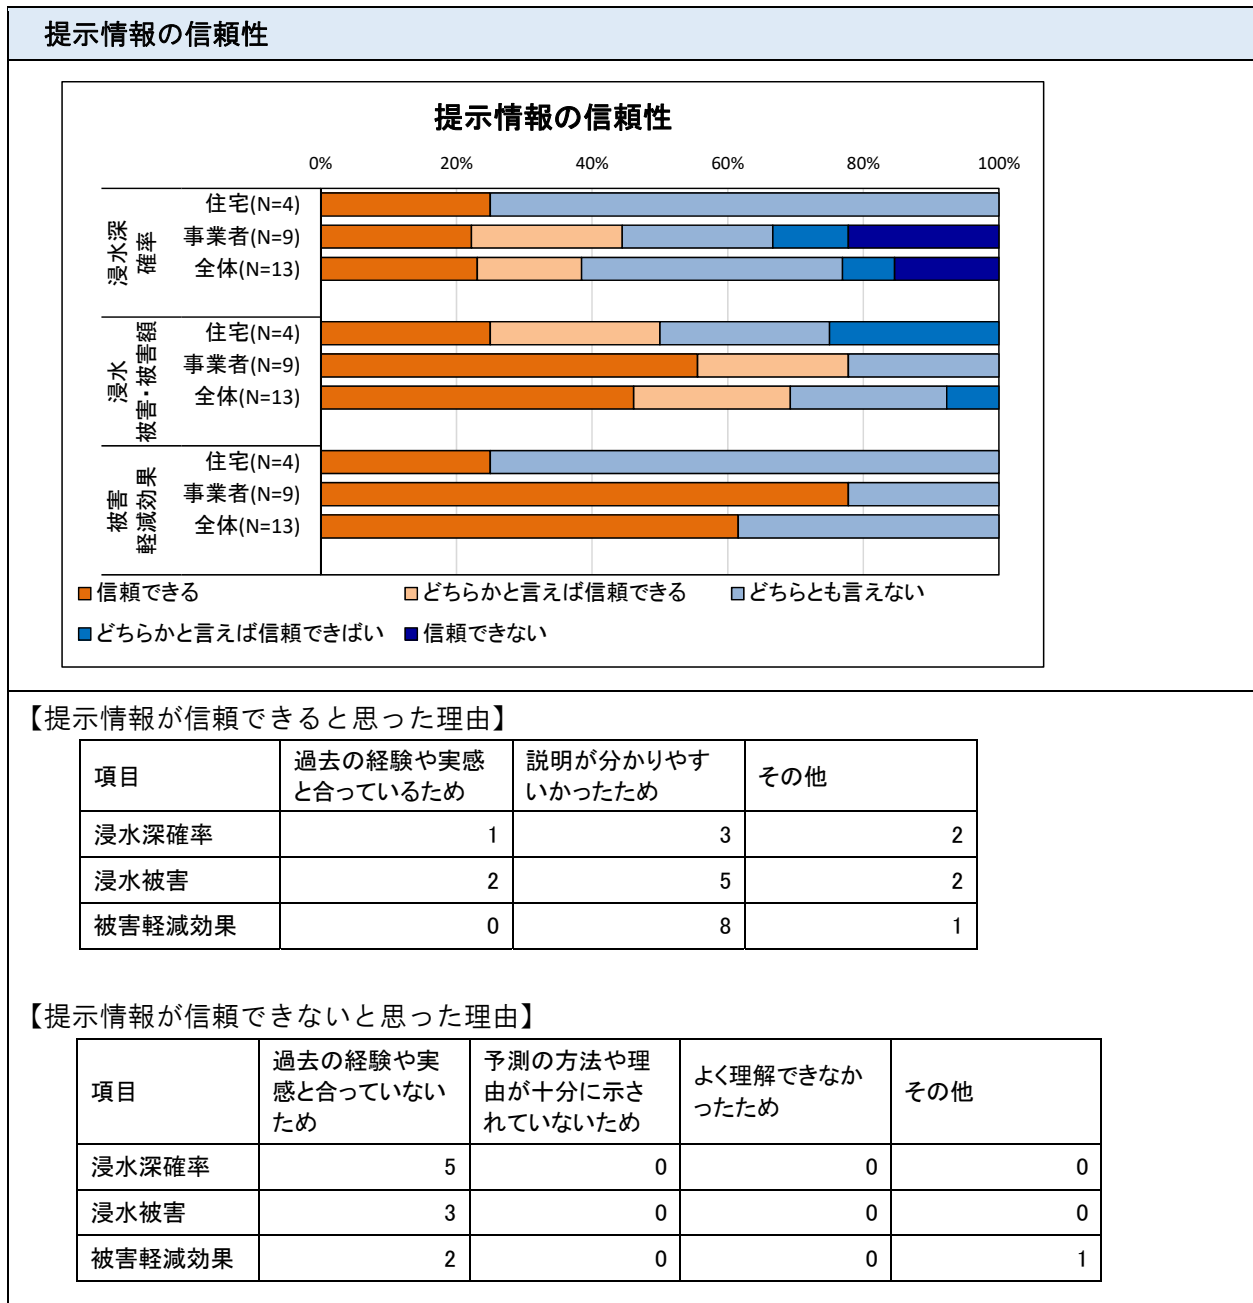 提示情報の信頼性
提示情報の信頼性
0% 20% 40% 60% 80% 100%
浸水深
確率
住宅(N=4)
事業者(N=9)
全体(N=13)
浸水
被害・被害額
住宅(N=4)
事業者(N=9)
全体(N=13)
被害
軽減効果
住宅(N=4)
事業者(N=9)
全体(N=13)
信頼できる どちらかと言えば信頼できる どちらとも言えない
どちらかと言えば信頼できばい 信頼できない
【提示情報が信頼できると思った理由】
項目 過去の経験や実感 説明が分かりやす その他
と合っているため いかったため
浸水深確率 1 3 2
浸水被害 2 5 2
被害軽減効果 0 8 1
【提示情報が信頼できないと思った理由】
項目
過去の経験や実
感と合っていない
ため
予測の方法や理
由が十分に示さ
れていないため
よく理解できなか
ったため
その他
浸水深確率 5 0 0 0
浸水被害 3 0 0 0
被害軽減効果 2 0 0 1